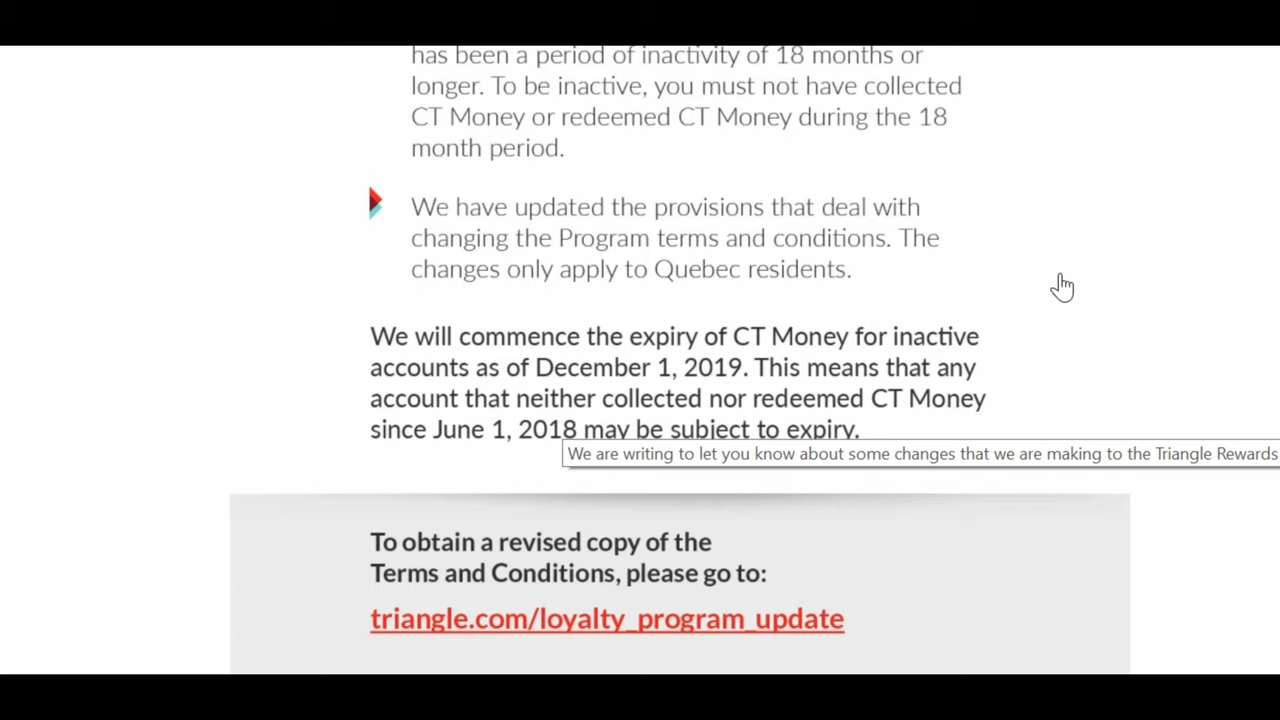 has been a period of inactivity of 18 months or
longer. To be inactive, you must not have collected
CT Money or redeemed CT Money during the 18
month period.
We have updated the provisions that deal with
changing the Program terms and conditions. The
changes only apply to Quebec residents.
We will commence the expiry of CT Money for inactive
accounts as of December 1, 2019. This means that any
account that neither collected nor redeemed CT Money
since June 1, 2018 may be subject to expiry.
We are writing to let you know about some changes that we are making to the Triangle Rewards
To obtain a revised copy of the
Terms and Conditions, please go to:
triangle.com/loyalty_program_update